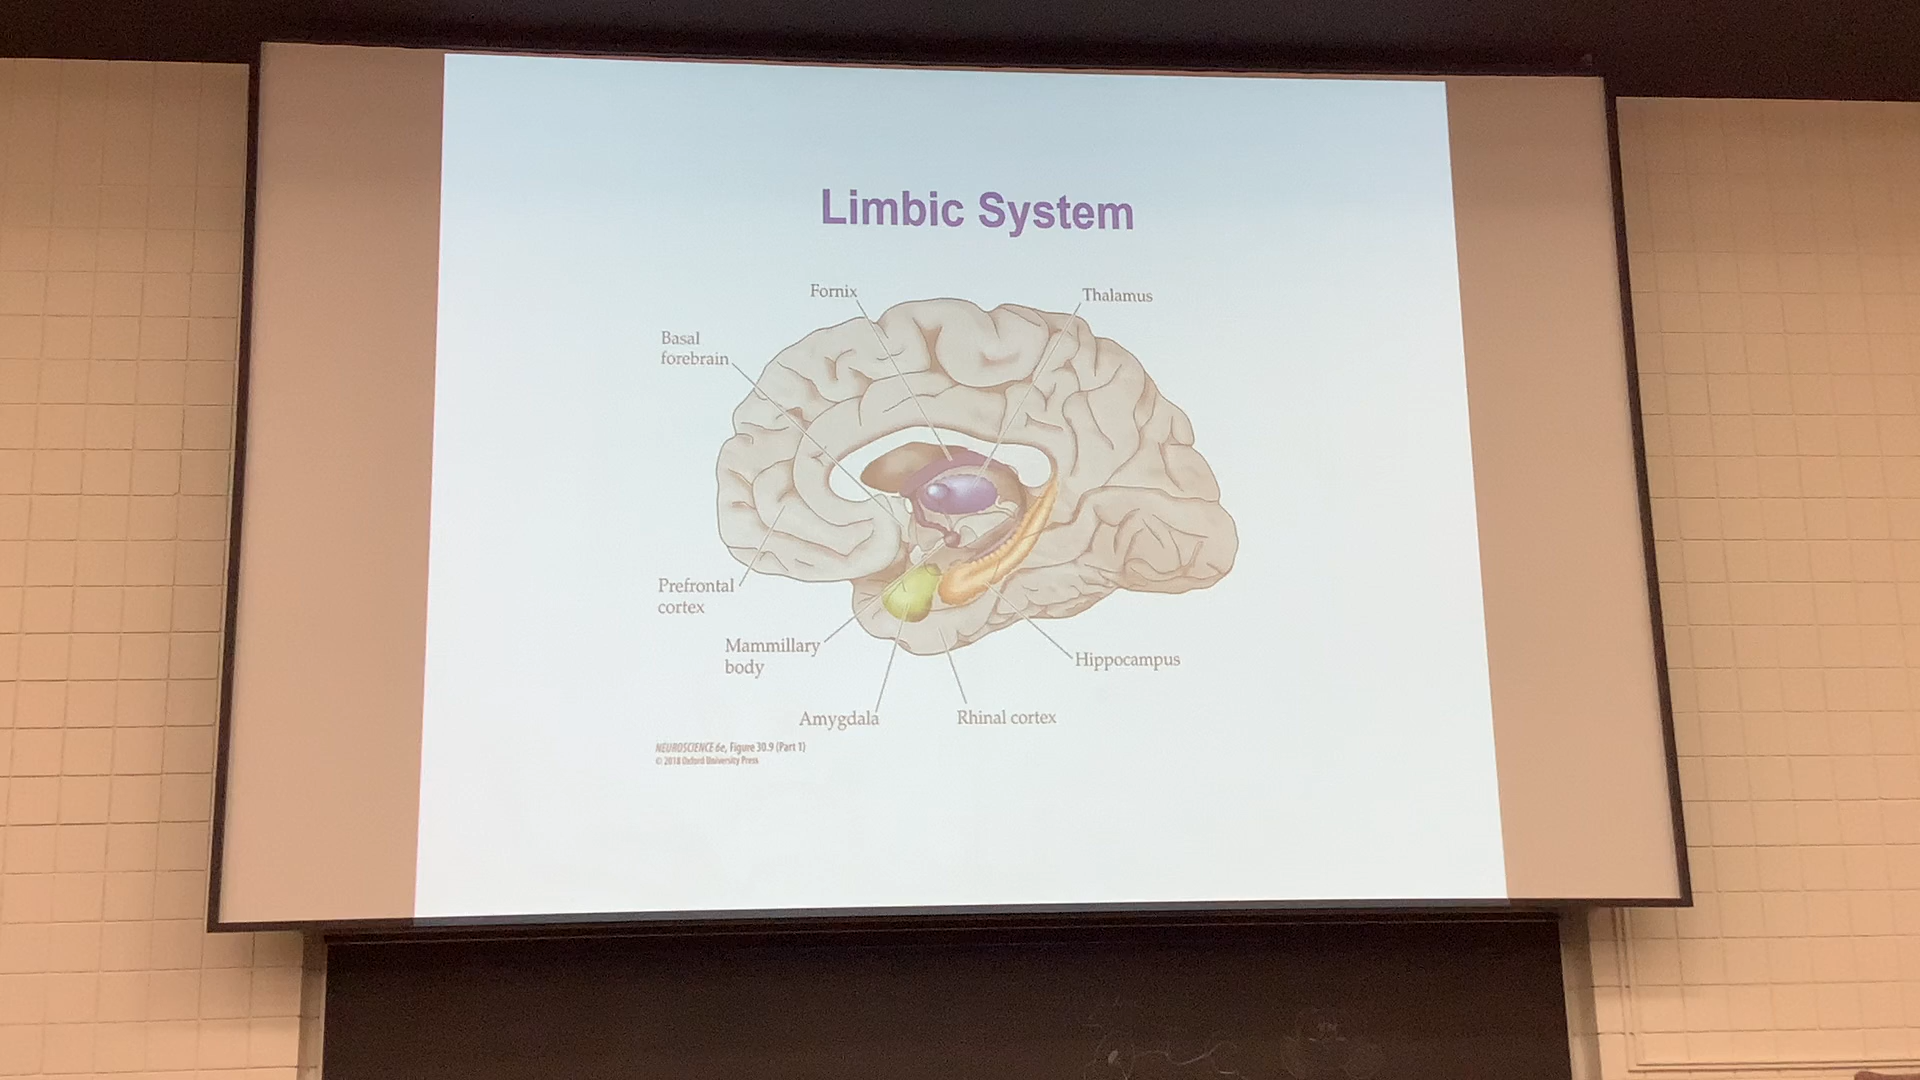 Limbic System
Fornix
Thalamus
Basal
forebrain
Prefrontal
cortex
Mammillary
body
Hippocampus
Amygdala
Rhinal cortex
NEUROSCIENCE 6e, Figure 30.9 (Part 1)
© 2018 Oxford University Press